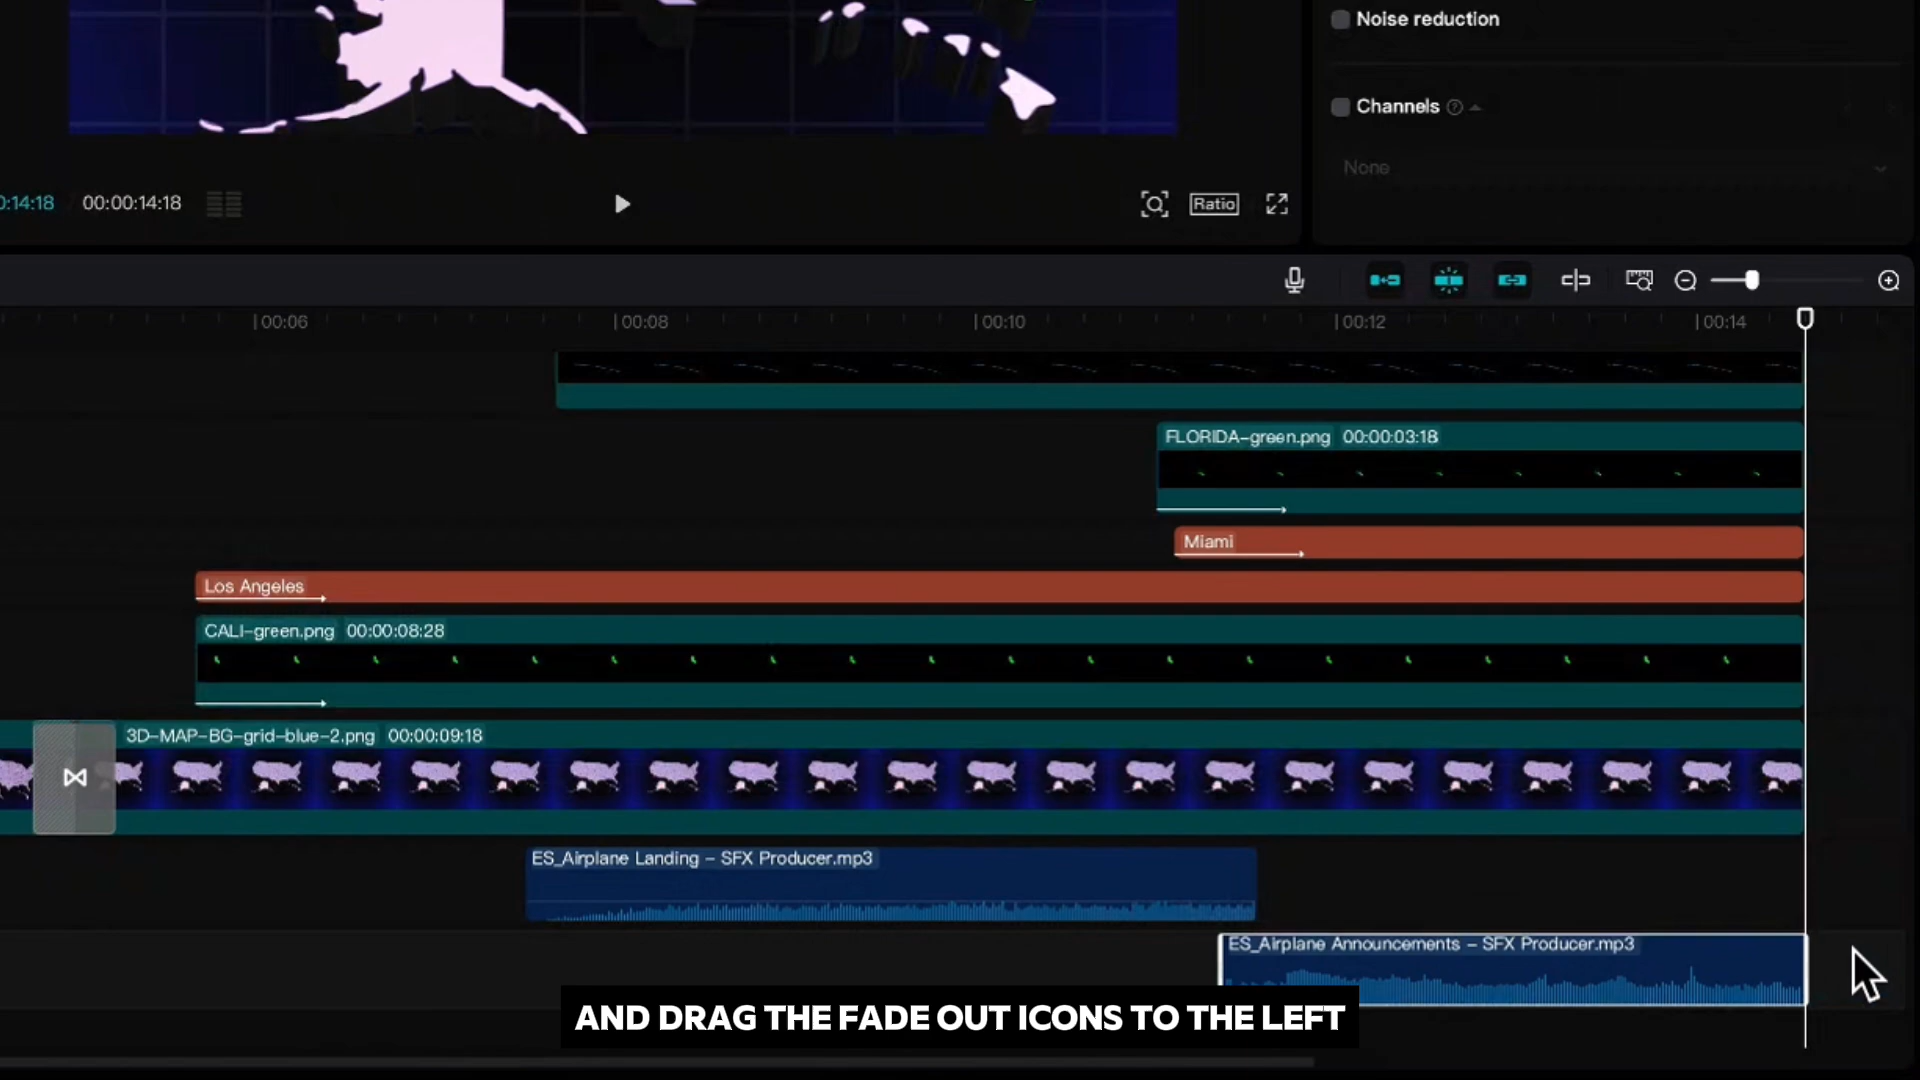 Noise reduction
Channels
None
0:14:18 00:00:14:18
Ratio
00:06 00:08 00:10 00:12 00:14
FLORIDA-green.png 00:00:03:18
Miami
Los Angeles
CALI-green.png 00:00:08:28
3D-MAP-BG-grid-blue-2.png 00:00:09:18
ES_Airplane Landing - SFX Producer.mp3
ES_Airplane Announcements - SFX Producer.mp3
AND DRAG THE FADE OUT ICONS TO THE LEFT